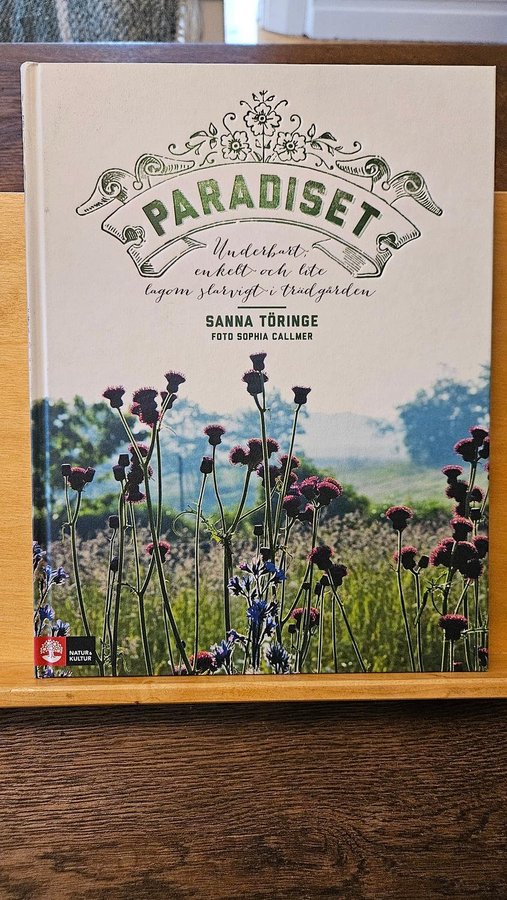 PARADISET
Underbart,
enkelt och lite
lagom slarvigt i trädgården
SANNA TÖRINGE
FOTO SOPHIA CALLMER
NATUR &
KULTUR